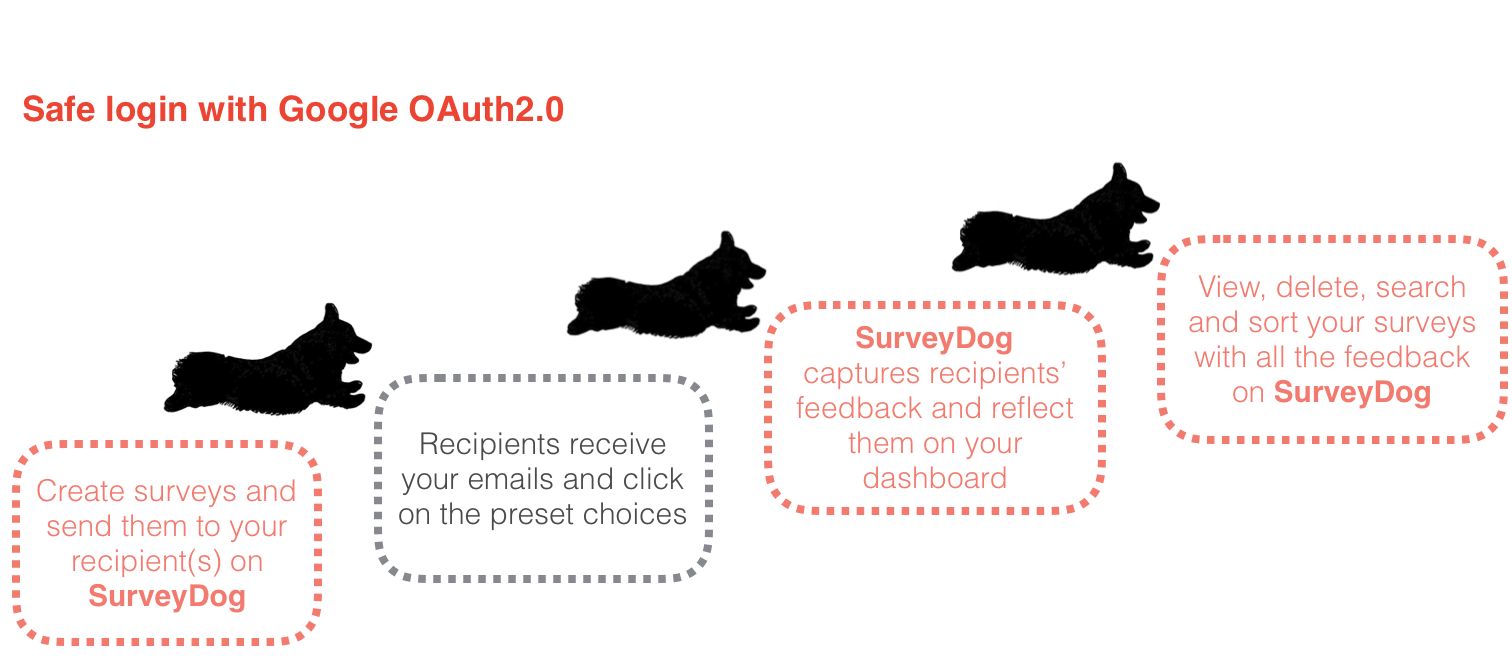 Safe login with Google OAuth2.0
Create surveys and
send them to your
recipient(s) on
SurveyDog
Recipients receive
your emails and click
on the preset choices
SurveyDog
captures recipients’
feedback and reflect
them on your
dashboard
View, delete, search
and sort your surveys
with all the feedback
on SurveyDog